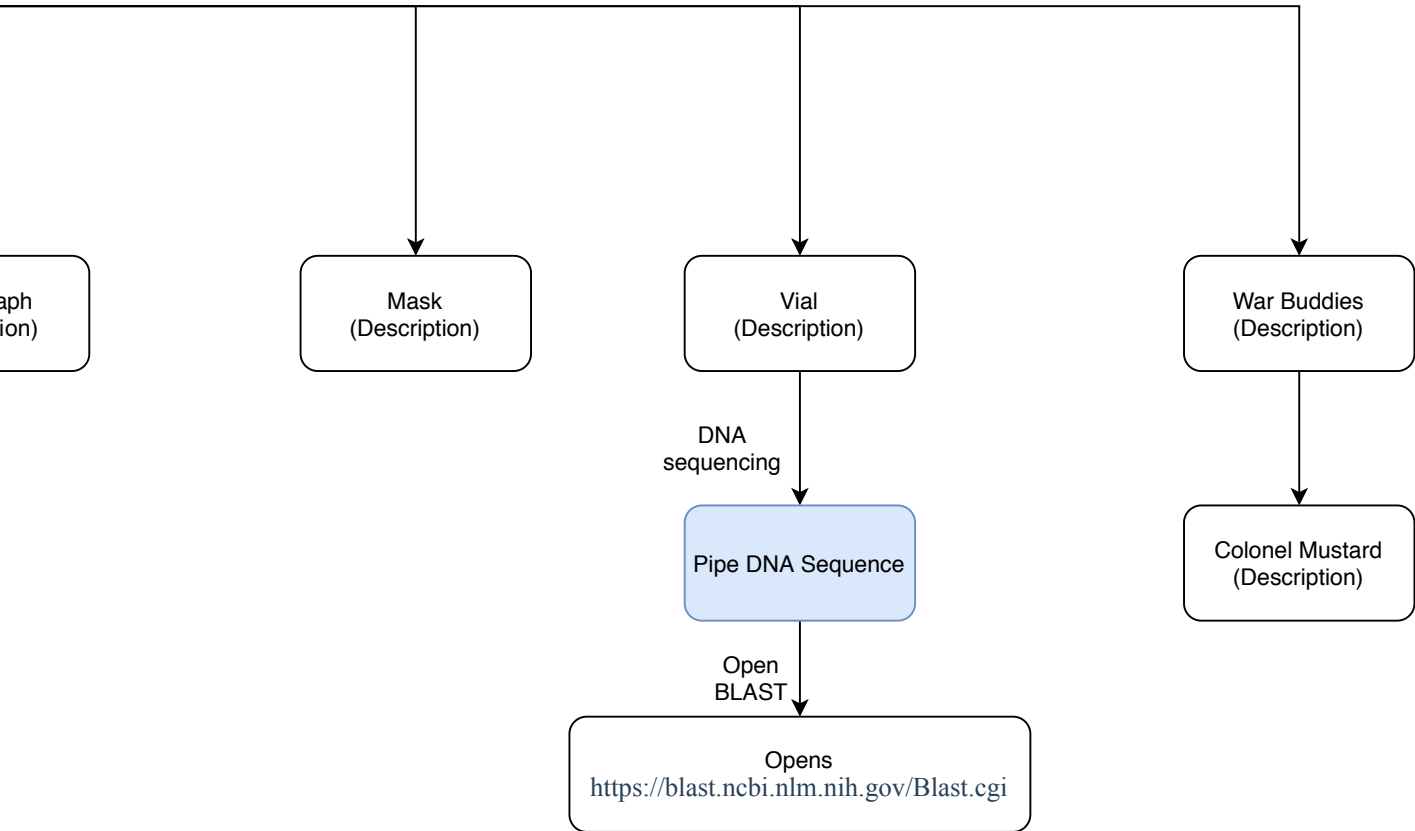 aph
ion)
Mask
(Description)
Vial
(Description)
War Buddies
(Description)
DNA
sequencing
Pipe DNA Sequence
Colonel Mustard
(Description)
Open
BLAST
Opens
https://blast.ncbi.nlm.nih.gov/Blast.cgi